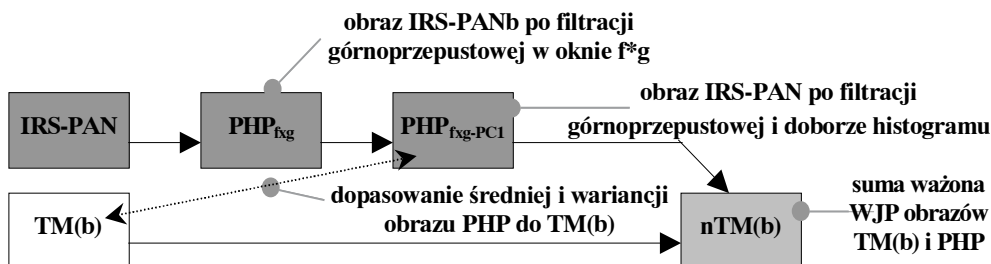 obraz IRS-PANb po filtracji
górnoprzepustowej w oknie f*g
obraz IRS-PAN po filtracji
górnoprzepustowej i doborze histogramu
IRS-PAN
PHPfxg
PHPfxg-PC1
dopasowanie średniej i wariancji
obrazu PHP do TM(b)
TM(b)
nTM(b)
suma ważona
WJP obrazów
TM(b) i PHP